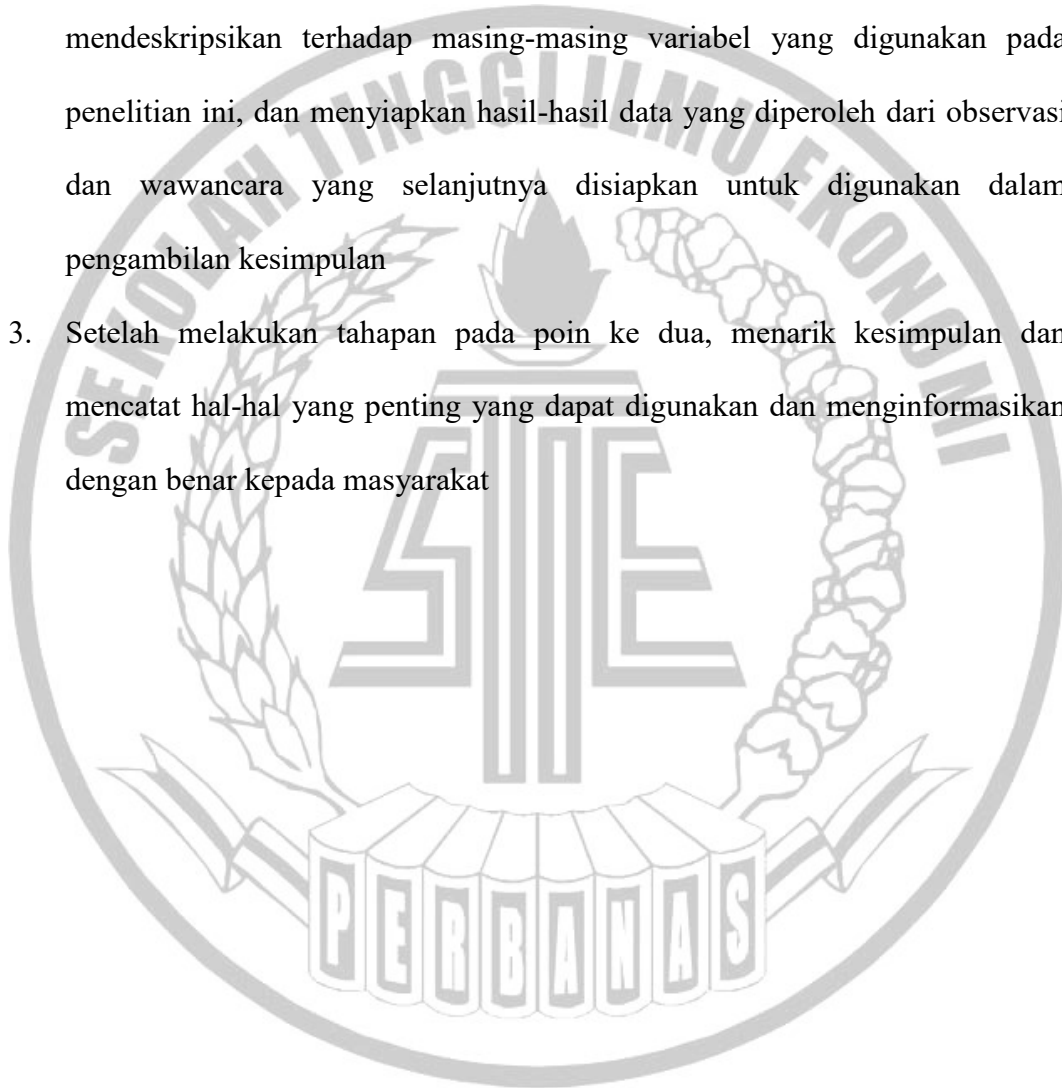 mendeskripsikan terhadap masing-masing variabel yang digunakan pada
penelitian ini, dan menyiapkan hasil-hasil data yang diperoleh dari observasi
dan wawancara yang selanjutnya disiapkan untuk digunakan dalam
pengambilan kesimpulan
3. Setelah melakukan tahapan pada poin ke dua, menarik kesimpulan dan
mencatat hal-hal yang penting yang dapat digunakan dan menginformasikan
dengan benar kepada masyarakat
SEKOLAH TINGGI ILMU EKONOMI
STIE
PERBANAS